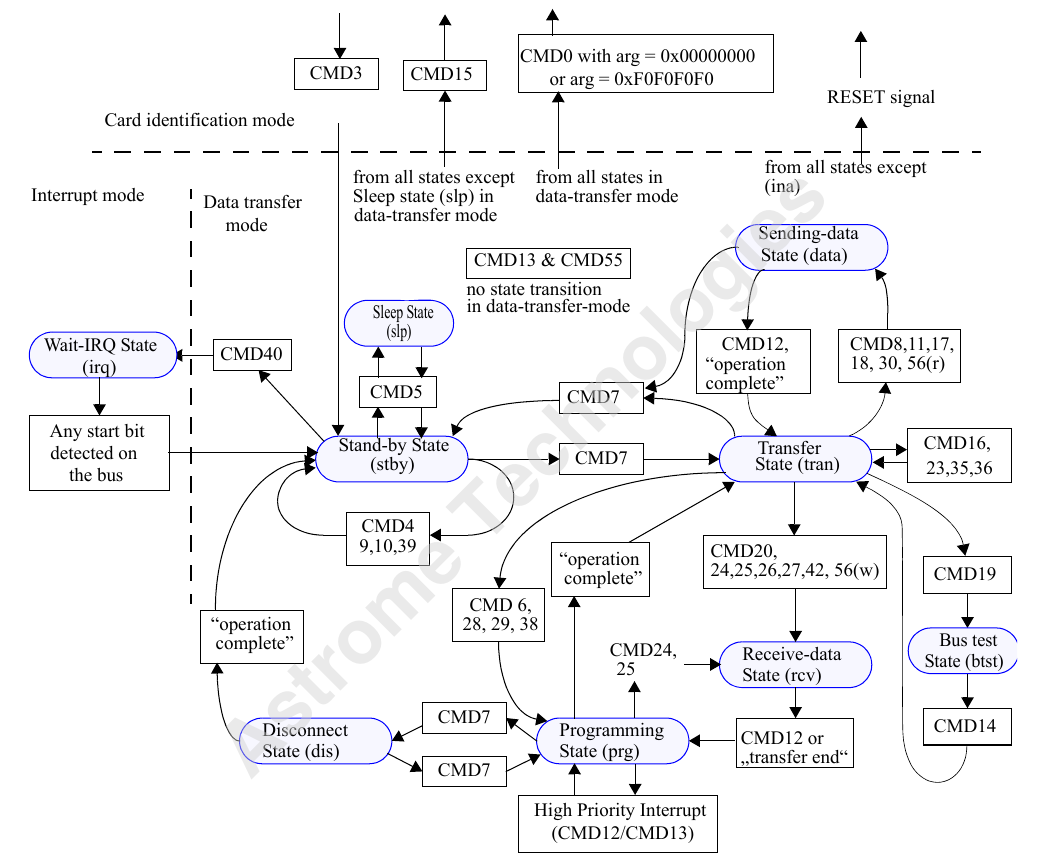 CMD3
CMD15
CMD0 with arg = 0x00000000
or arg = 0xF0F0F0F0
RESET signal
Card identification mode
from all states except
Sleep state (slp) in
data-transfer mode
from all states in
data-transfer mode
from all states except
(ina)
Interrupt mode
Data transfer
mode
Sending-data
State (data)
CMD13 & CMD55
no state transition
in data-transfer-mode
Sleep State
(slp)
Wait-IRQ State
(irq)
CMD40
CMD5
CMD12,
“operation
complete”
CMD8,11,17,
18, 30, 56(r)
CMD7
Any start bit
detected on
the bus
Stand-by State
(stby)
CMD7
Transfer
State (tran)
CMD16,
23,35,36
CMD4
9,10,39
“operation
complete”
CMD20,
24,25,26,27,42, 56(w)
CMD19
CMD 6,
28, 29, 38
“operation
complete”
CMD24,
25
Receive-data
State (rcv)
Bus test
State (btst)
Disconnect
State (dis)
CMD7
CMD7
Programming
State (prg)
CMD12 or
„transfer end“
CMD14
High Priority Interrupt
(CMD12/CMD13)
Astrome Technologies